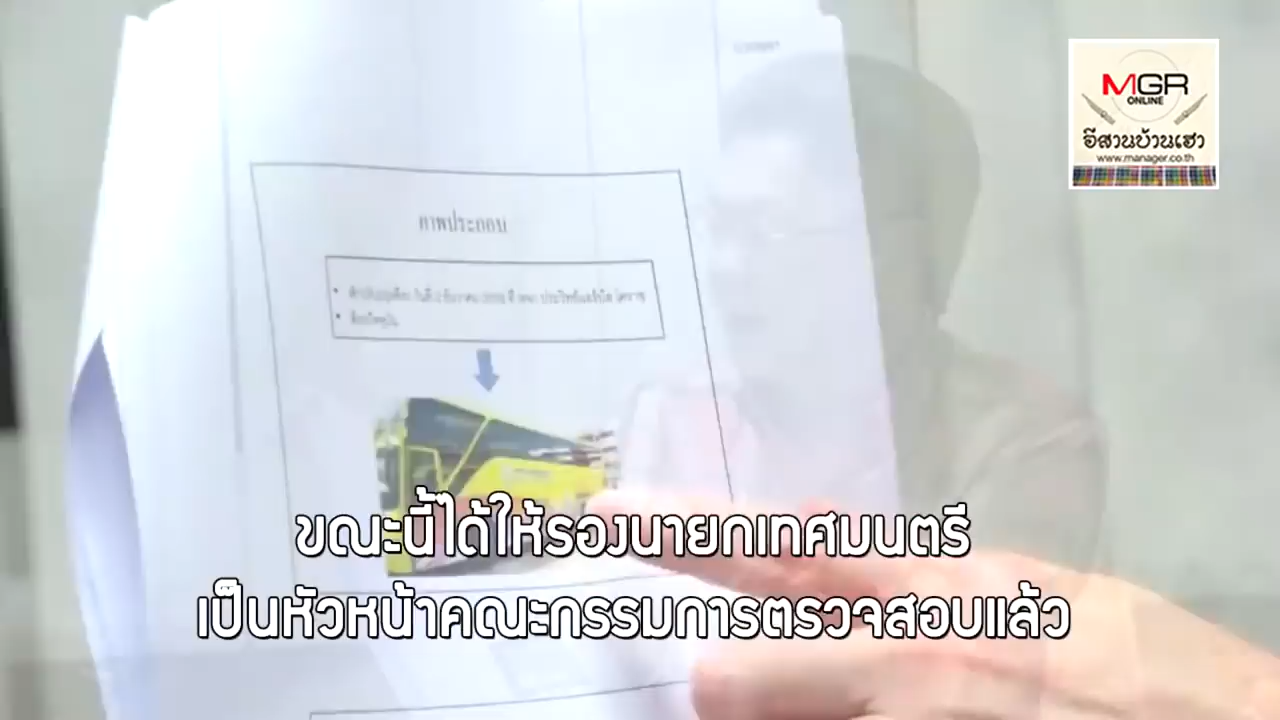 MGR
ONLINE
อีสานบ้านเฮา
www.manager.co.th
ภาพประกอบ
ขณะนี้ได้ให้รองนายกเทศมนตรี
เป็นหัวหน้าคณะกรรมการตรวจสอบแล้ว